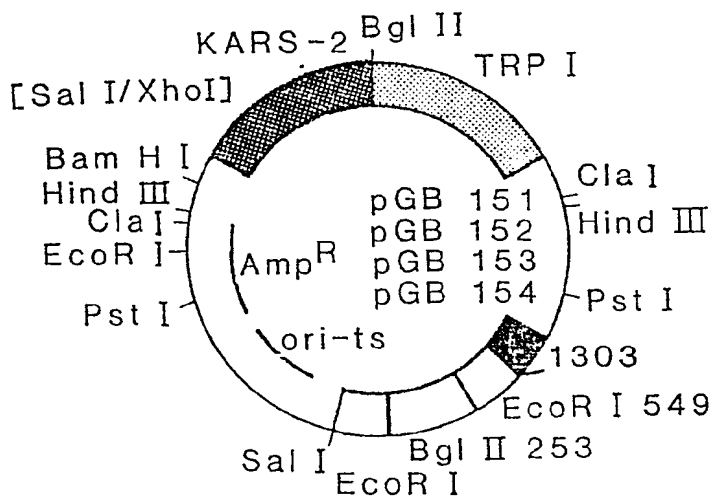 KARS-2
Bgl II
TRP I
[Sal I/XhoI]
Bam H I
Hind III
Cla I
EcoR I
Pst I
Cla I
Hind III
Pst I
pGB 151
pGB 152
pGB 153
pGB 154
Amp^R
ori-ts
1303
EcoR I 549
Bgl II 253
EcoR I
Sal I